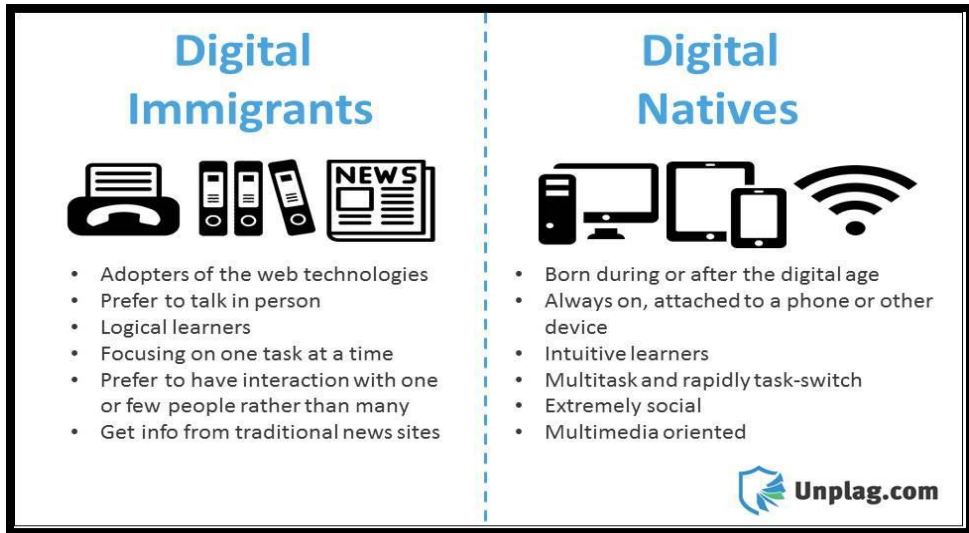 Digital
Immigrants
NEWS
• Adopters of the web technologies
• Prefer to talk in person
• Logical learners
• Focusing on one task at a time
• Prefer to have interaction with one
or few people rather than many
• Get info from traditional news sites
Digital
Natives
• Born during or after the digital age
• Always on, attached to a phone or other
device
• Intuitive learners
• Multitask and rapidly task-switch
• Extremely social
• Multimedia oriented
Unplag.com